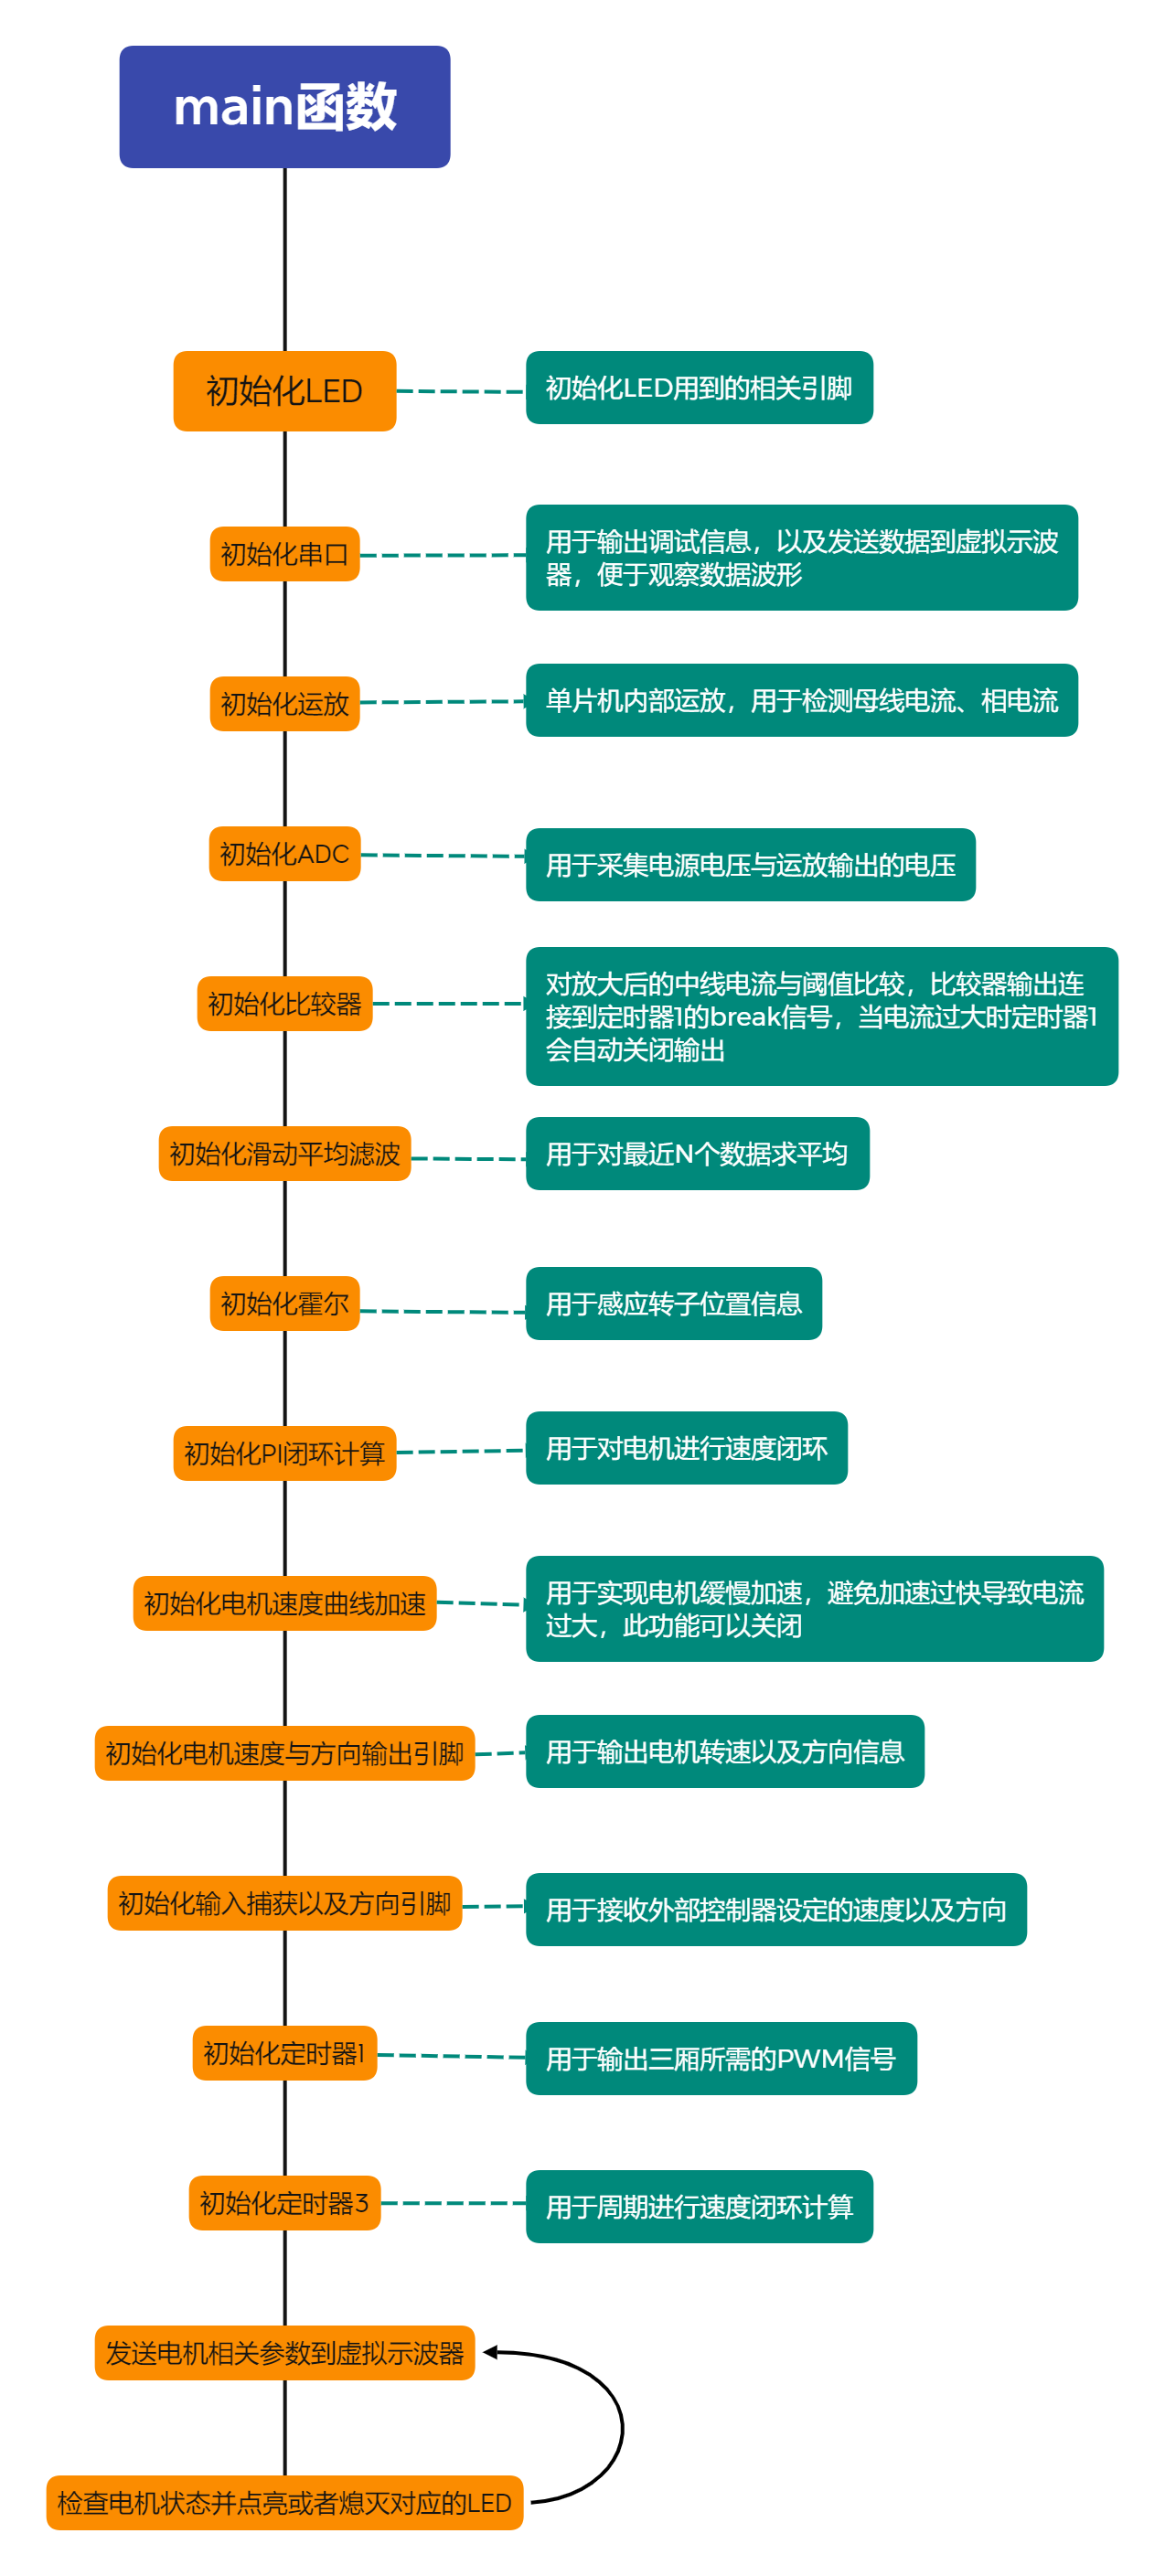 main函数
初始化LED
初始化LED用到的相关引脚
初始化串口
用于输出调试信息，以及发送数据到虚拟示波
器，便于观察数据波形
初始化运放
单片机内部运放，用于检测母线电流、相电流
初始化ADC
用于采集电源电压与运放输出的电压
初始化比较器
对放大后的中线电流与阈值比较，比较器输出连
接到定时器1的break信号，当电流过大时定时器1
会自动关闭输出
初始化滑动平均滤波
用于对最近N个数据求平均
初始化霍尔
用于感应转子位置信息
初始化PI闭环计算
用于对电机进行速度闭环
初始化电机速度曲线加速
用于实现电机缓慢加速，避免加速过快导致电流
过大，此功能可以关闭
初始化电机速度与方向输出引脚
用于输出电机转速以及方向信息
初始化输入捕获以及方向引脚
用于接收外部控制器设定的速度以及方向
初始化定时器1
用于输出三厢所需的PWM信号
初始化定时器3
用于周期进行速度闭环计算
发送电机相关参数到虚拟示波器
检查电机状态并点亮或者熄灭对应的LED